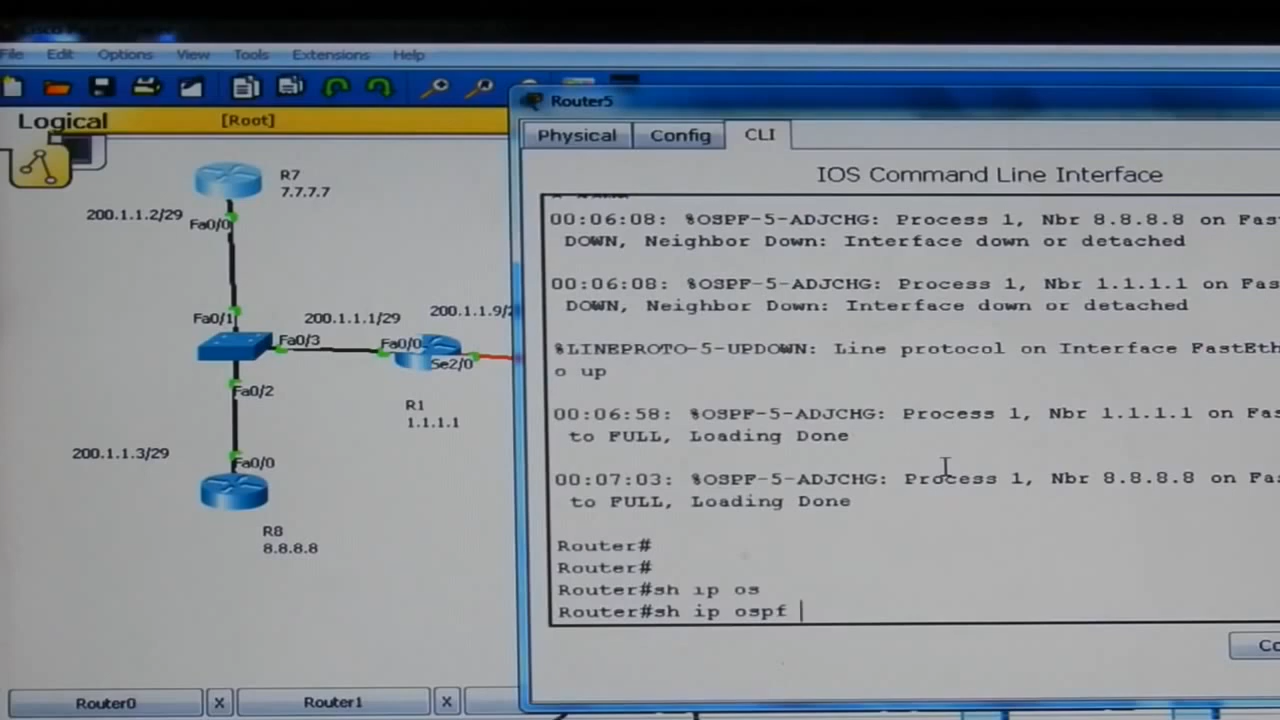 File Edit Options View Tools Extensions Help
Logical
[Root]
R7
7.7.7.7
200.1.1.2/29
Fa0/0
Fa0/1
200.1.1.1/29
200.1.1.9/2
Fa0/3
Fa0/0
Se2/0
Fa0/2
R1
1.1.1.1
200.1.1.3/29
Fa0/0
R8
8.8.8.8
Router0 X Router1 X
Router5
Physical Config CLI
IOS Command Line Interface
00:06:08: %OSPF-5-ADJCHG: Process 1, Nbr 8.8.8.8 on Fas
DOWN, Neighbor Down: Interface down or detached
00:06:08: %OSPF-5-ADJCHG: Process 1, Nbr 1.1.1.1 on Fas
DOWN, Neighbor Down: Interface down or detached
%LINEPROTO-5-UPDOWN: Line protocol on Interface FastEth
o up
00:06:58: %OSPF-5-ADJCHG: Process 1, Nbr 1.1.1.1 on Fas
to FULL, Loading Done
00:07:03: %OSPF-5-ADJCHG: Process 1, Nbr 8.8.8.8 on Fas
to FULL, Loading Done
Router#
Router#
Router#sh ip os
Router#sh ip ospf
Co